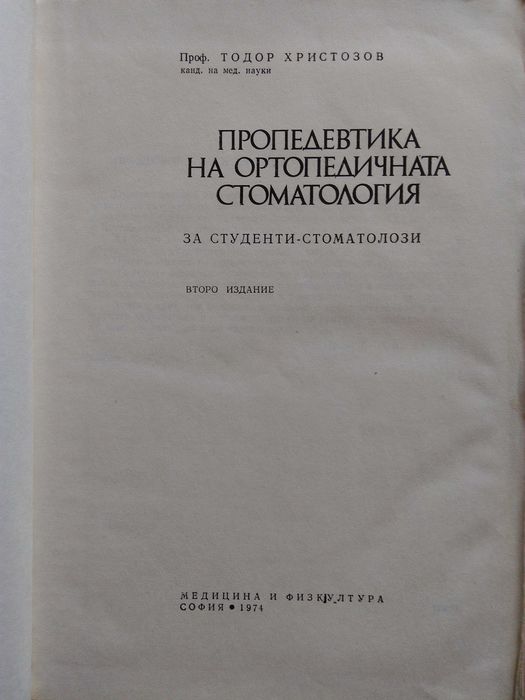 Проф. ТОДОР ХРИСТОЗОВ
канд. на мед. науки
ПРОПЕДЕВТИКА
НА ОРТОПЕДИЧНАТА
СТОМАТОЛОГИЯ
ЗА СТУДЕНТИ-СТОМАТОЛОЗИ
ВТОРО ИЗДАНИЕ
МЕДИЦИНА И ФИЗКУЛТУРА
СОФИЯ • 1974